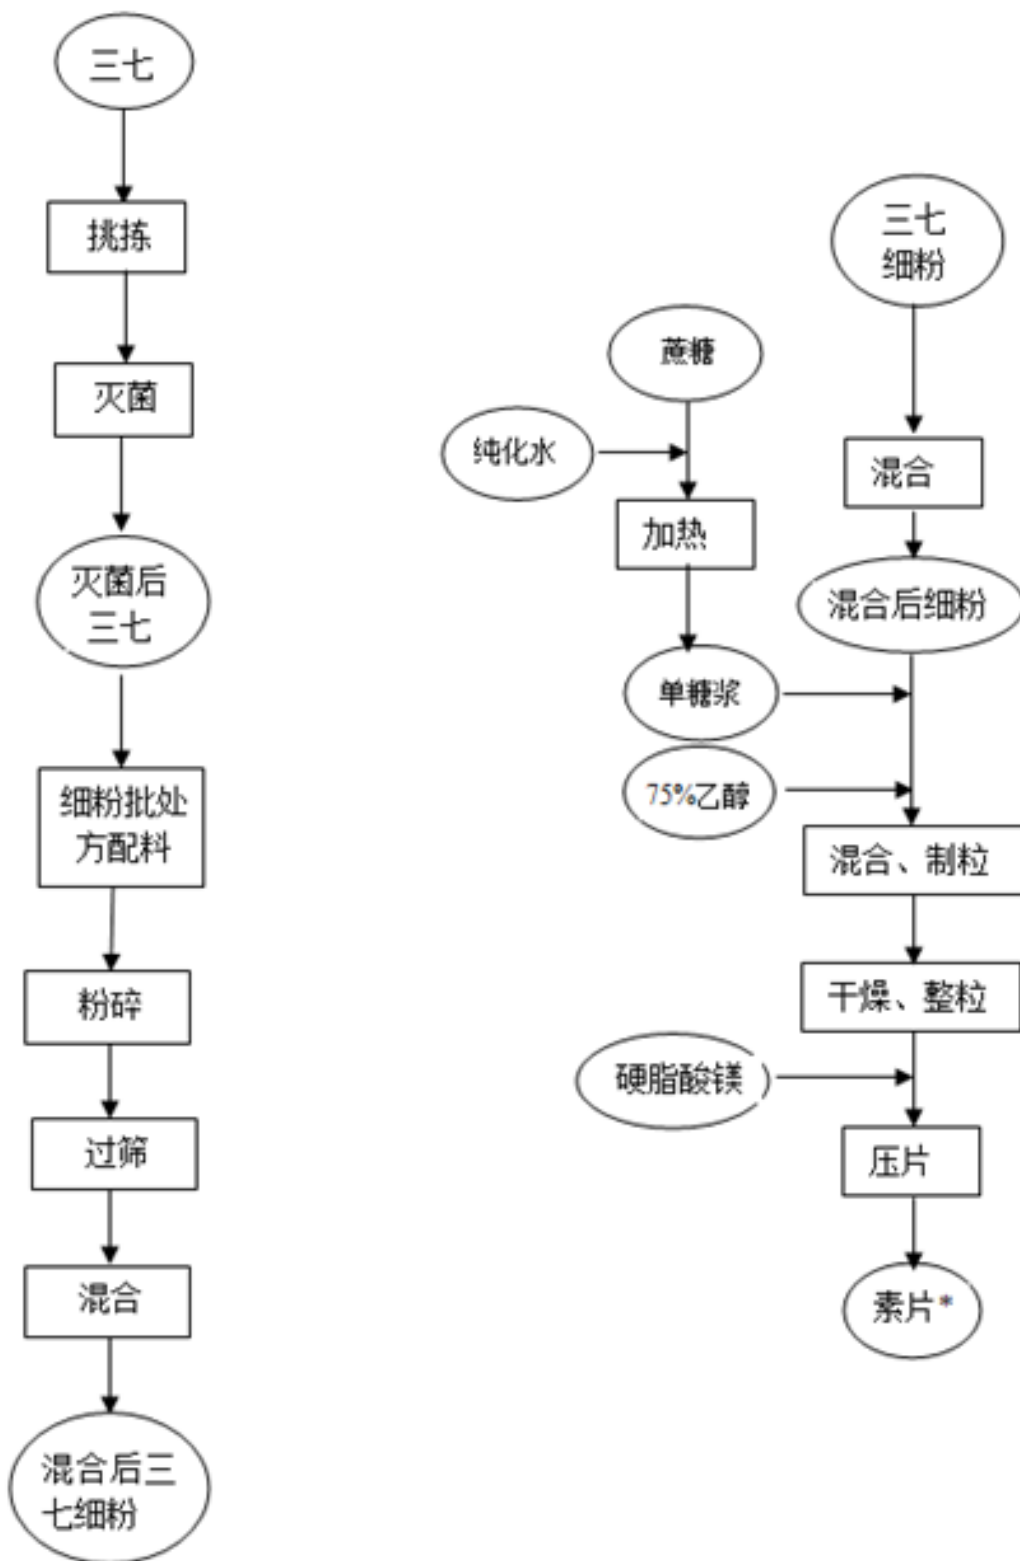 三七
挑拣
灭菌
灭菌后
三七
细粉批处
方配料
粉碎
过筛
混合
混合后三
七细粉
蔗糖
纯化水
加热
单糖浆
75%乙醇
硬脂酸镁
三七
细粉
混合
混合后细粉
混合、制粒
干燥、整粒
压片
素片*